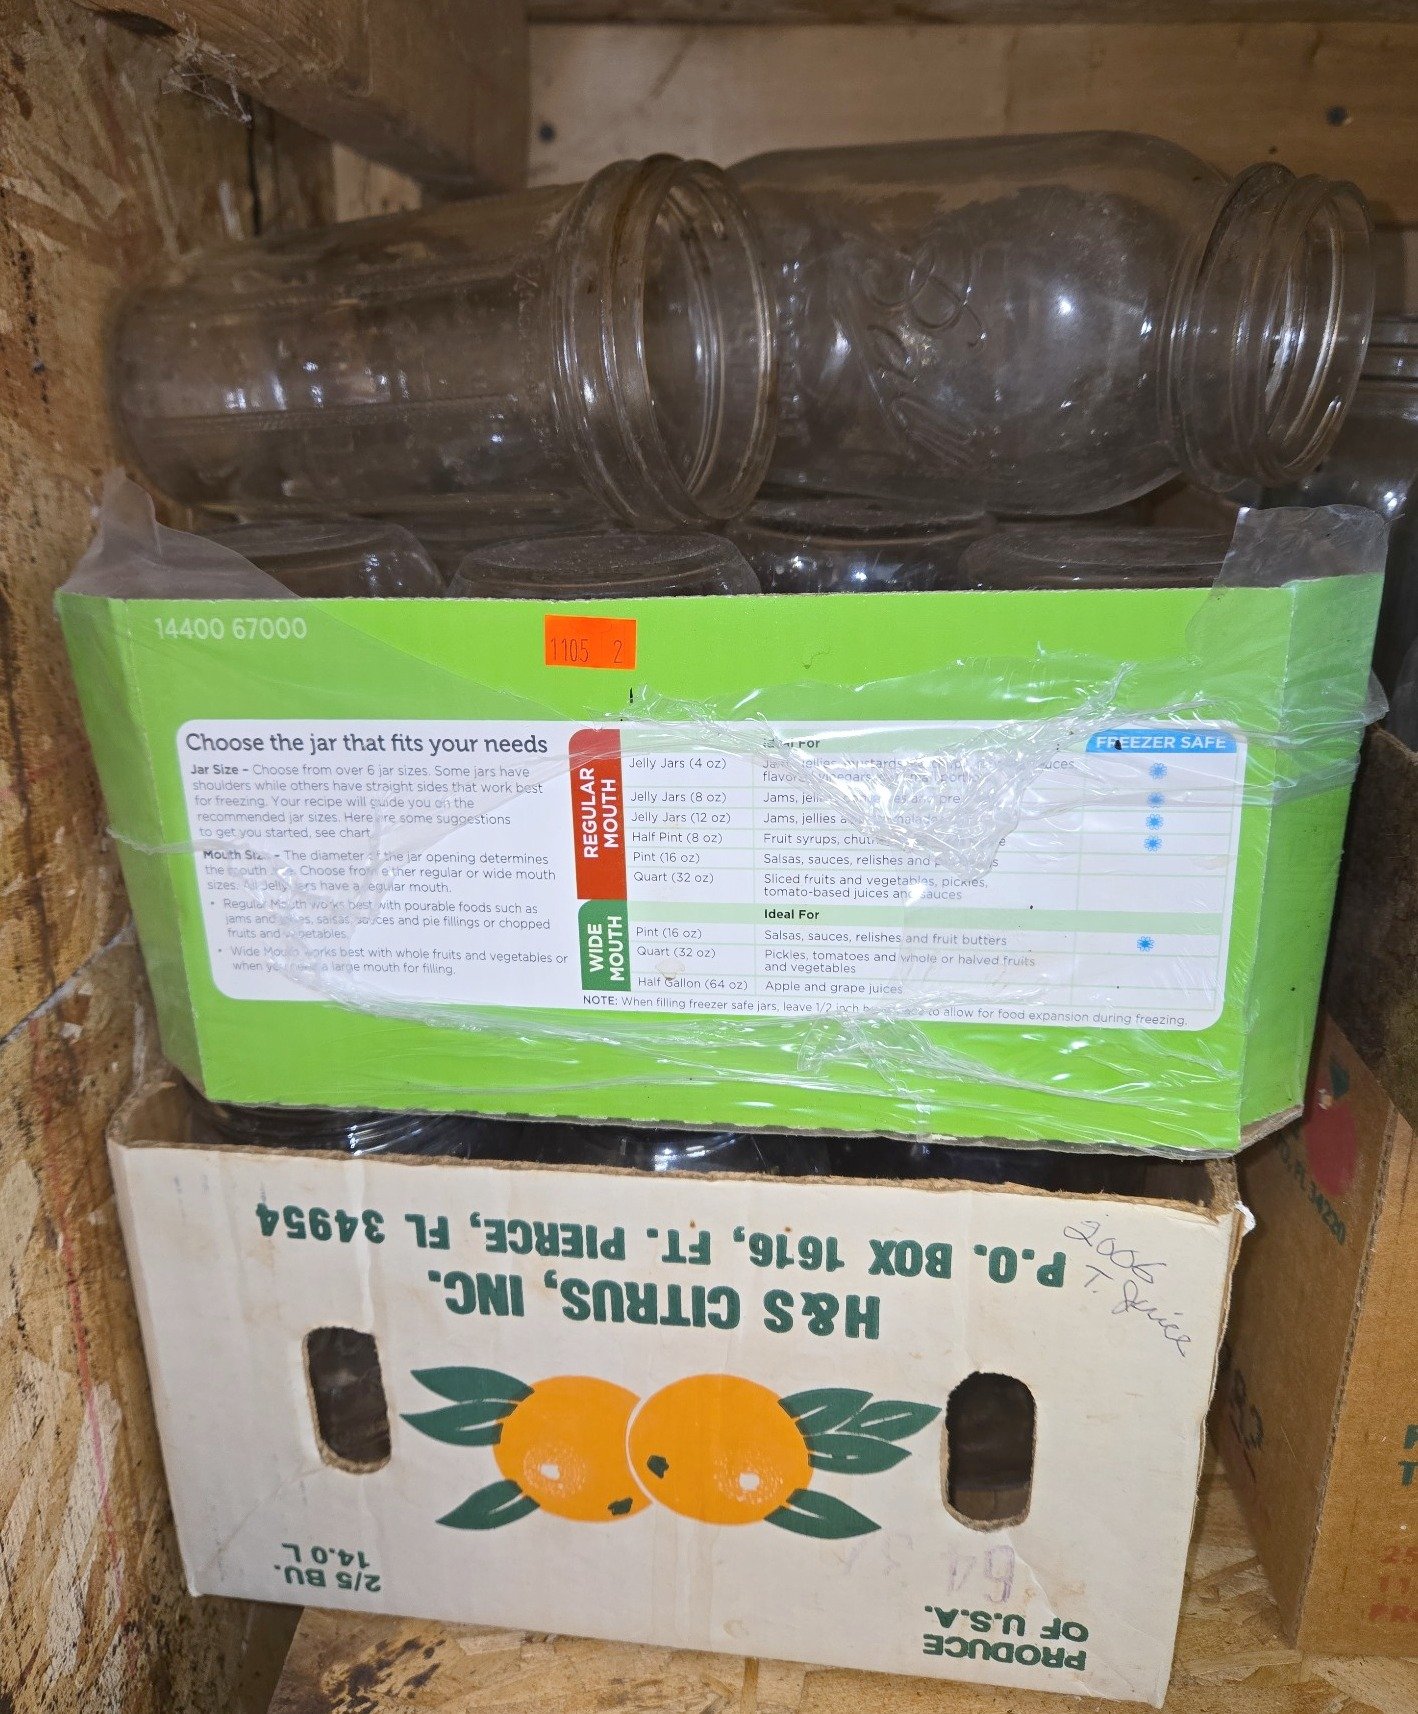 14400 67000
1105 2
Choose the jar that fits your needs
Jar Size - Choose from over 6 jar sizes. Some jars have
shoulders while others have straight sides that work best
for freezing. Your recipe will guide you on the
recommended jar sizes. Here are some suggestions
to get you started, see chart.
Mouth - The diameter of the jar opening determines
the mouth Choose from either regular or wide mouth
sizes. All Jelly Jars have a regular mouth.
• Regular Mouth works best with pourable foods such as
jams and salsas, sauces and pie fillings or chopped
fruits and vegetables.
• Wide Mouth works best with whole fruits and vegetables or
when a large mouth for filling.
REGULAR
MOUTH
Ideal For
FREEZER SAFE
Jelly Jars (4 oz)
jellies mustards
vinegars
Jelly Jars (8 oz) Jams,
Jelly Jars (12 oz) Jams, jellies
Half Pint (8 oz) Fruit syrups,
Pint (16 oz) Salsas, sauces, relishes and
Quart (32 oz) Sliced fruits and vegetables, pickles,
tomato-based juices and sauces
WIDE
MOUTH
Ideal For
Pint (16 oz) Salsas, sauces, relishes and fruit butters
Quart (32 oz) Pickles, tomatoes and whole or halved fruits
and vegetables
Half Gallon (64 oz) Apple and grape juices
NOTE: When filling freezer safe jars, leave 1/2 inch to allow for food expansion during freezing.
P.O. BOX 1616, FT. PIERCE, FL 34954
H&S CITRUS, INC.
2006
T. Juice
2/5 BU.
14.0 L
64
PRODUCE
OF U.S.A.
34220